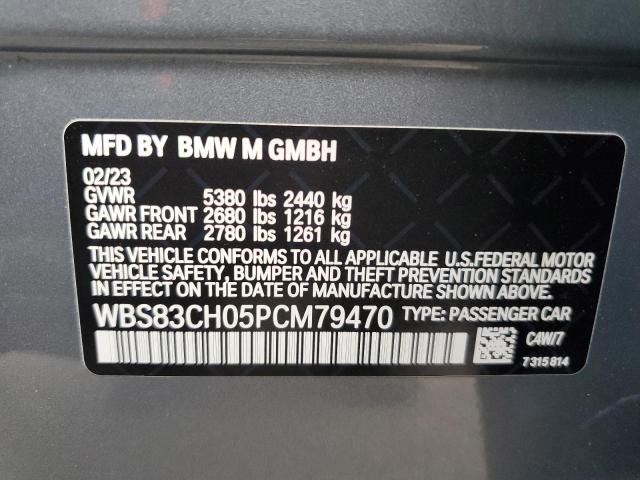 MFD BY BMW M GMBH
02/23
GVWR 5380 lbs 2440 kg
GAWR FRONT 2680 lbs 1216 kg
GAWR REAR 2780 lbs 1261 kg
THIS VEHICLE CONFORMS TO ALL APPLICABLE U.S.FEDERAL MOTOR
VEHICLE SAFETY, BUMPER AND THEFT PREVENTION STANDARDS
IN EFFECT ON THE DATE OF MANUFACTURE SHOWN ABOVE.
WBS83CH05PCM79470 TYPE: PASSENGER CAR
C4W/7
7 315 814